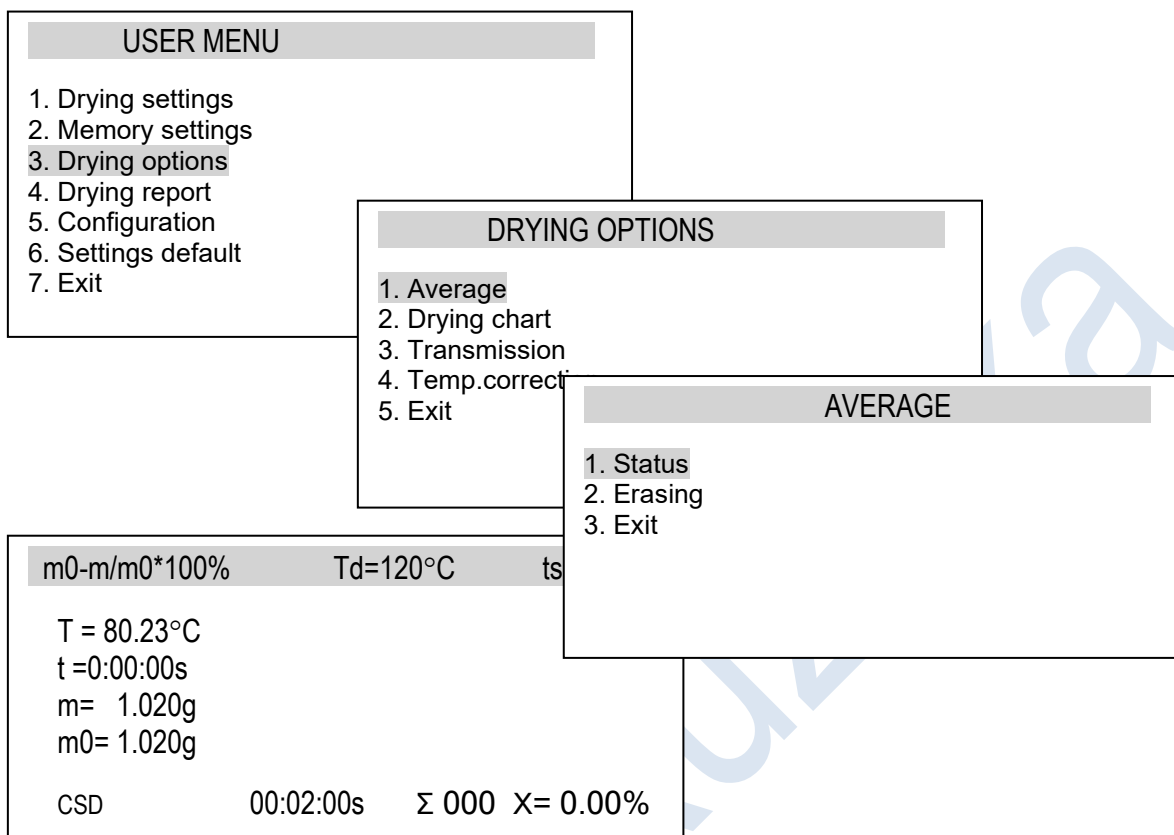 USER MENU
1. Drying settings
2. Memory settings
3. Drying options
4. Drying report
5. Configuration
6. Settings default
7. Exit
DRYING OPTIONS
1. Average
2. Drying chart
3. Transmission
4.
5. Exit
AVERAGE
1. Status
2. Erasing
3. Exit
m0-m/m0*100% Td=120°C ts
T = 80.23°C
t =0:00:00s
m= 1.020g
m0= 1.020g
CSD 00:02:00s Σ 000 X= 0.00%